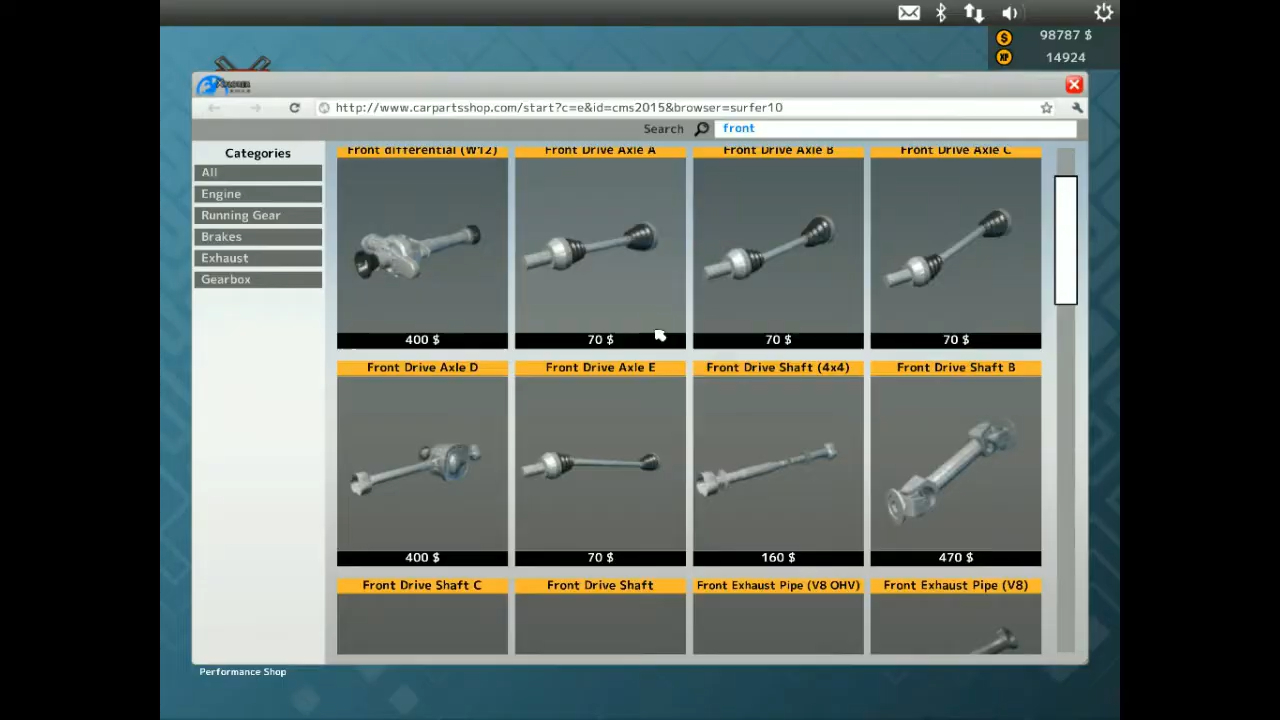 98787 $
14924
http://www.carpartsshop.com/start?c=e&id=cms2015&browser=surfer10
Search front
Categories
All
Engine
Running Gear
Brakes
Exhaust
Gearbox
Front differential (W12)
Front Drive Axle A
Front Drive Axle B
Front Drive Axle C
400 $
70 $
70 $
70 $
Front Drive Axle D
Front Drive Axle E
Front Drive Shaft (4x4)
Front Drive Shaft B
400 $
70 $
160 $
470 $
Front Drive Shaft C
Front Drive Shaft
Front Exhaust Pipe (V8 OHV)
Front Exhaust Pipe (V8)
Performance Shop